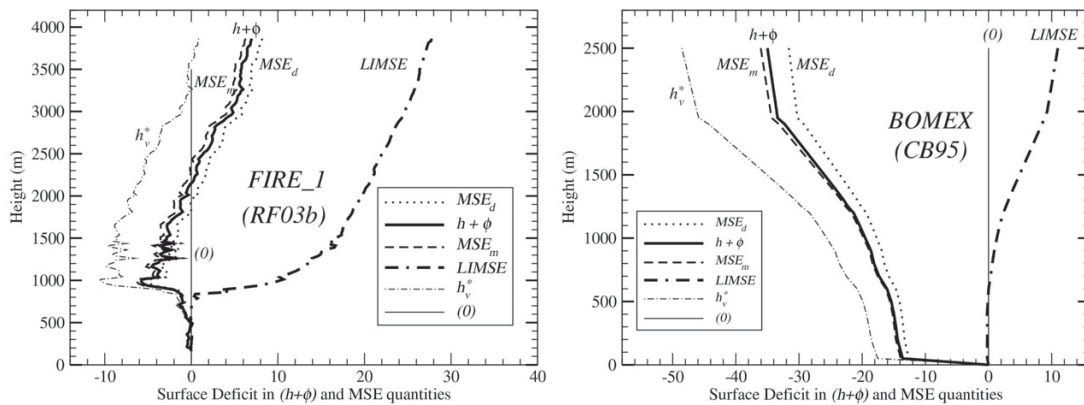 4000
3500
3000
2500
2000
1500
1000
500
0
Height (m)
h+ϕ
MSE_m
MSE_d
LIMSE
h_v^*
FIRE_1
(RF03b)
(0)
MSE_d
h + ϕ
MSE_m
LIMSE
h_v^*
(0)
-10 0 10 20 30 40
Surface Deficit in (h+ϕ) and MSE quantities
2500
2000
1500
1000
500
0
Height (m)
h+ϕ
(0)
LIMSE
MSE_m
MSE_d
h_v^*
BOMEX
(CB95)
MSE_d
h + ϕ
MSE_m
LIMSE
h_v^*
(0)
-50 -40 -30 -20 -10 0 10
Surface Deficit in (h+ϕ) and MSE quantities